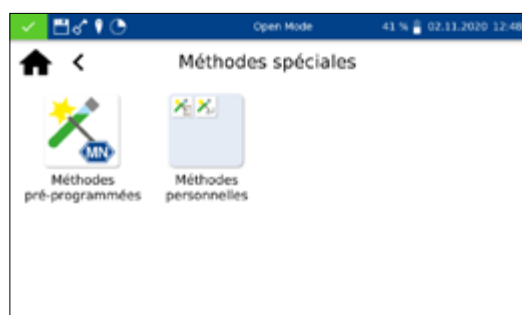 Open Mode 41 % 02.11.2020 12:48
Méthodes spéciales
MN
Méthodes pré-programmées
Méthodes personnelles